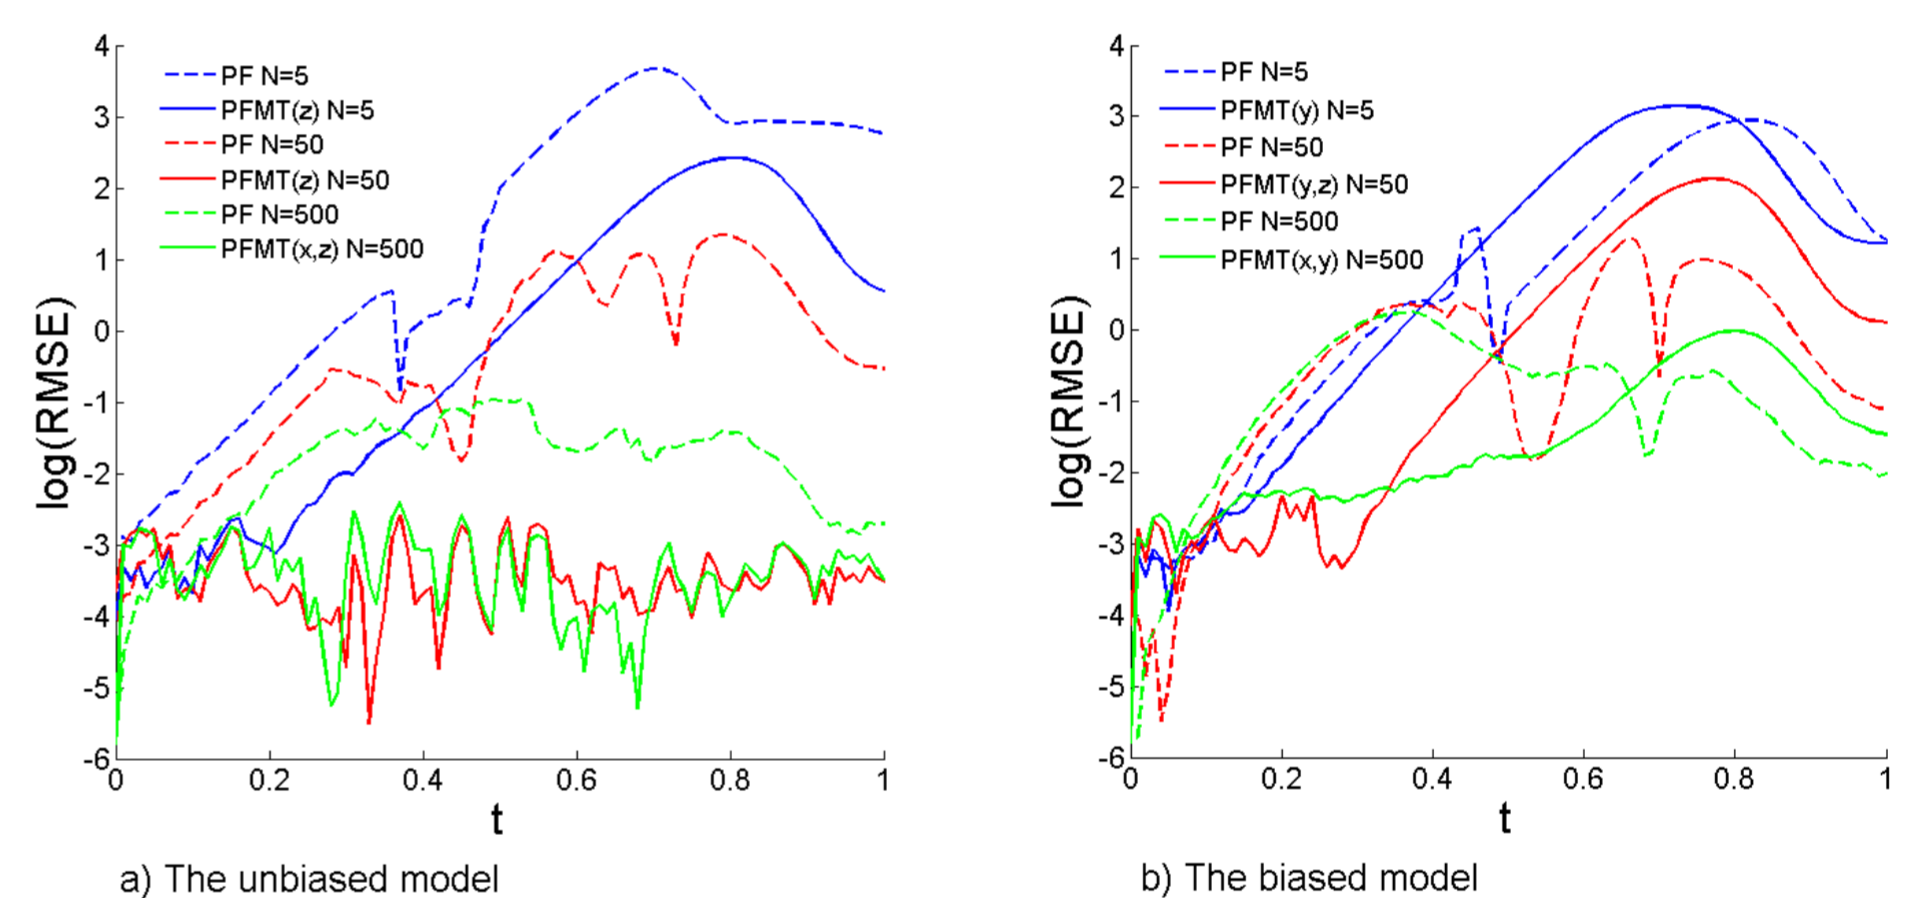 4
3
2
1
0
-1
-2
-3
-4
-5
-6
log(RMSE)
PF N=5
PFMT(z) N=5
PF N=50
PFMT(z) N=50
PF N=500
PFMT(x,z) N=500
0 0.2 0.4 0.6 0.8 1
t
a) The unbiased model
4
3
2
1
0
-1
-2
-3
-4
-5
-6
log(RMSE)
PF N=5
PFMT(y) N=5
PF N=50
PFMT(y,z) N=50
PF N=500
PFMT(x,y) N=500
0 0.2 0.4 0.6 0.8 1
t
b) The biased model